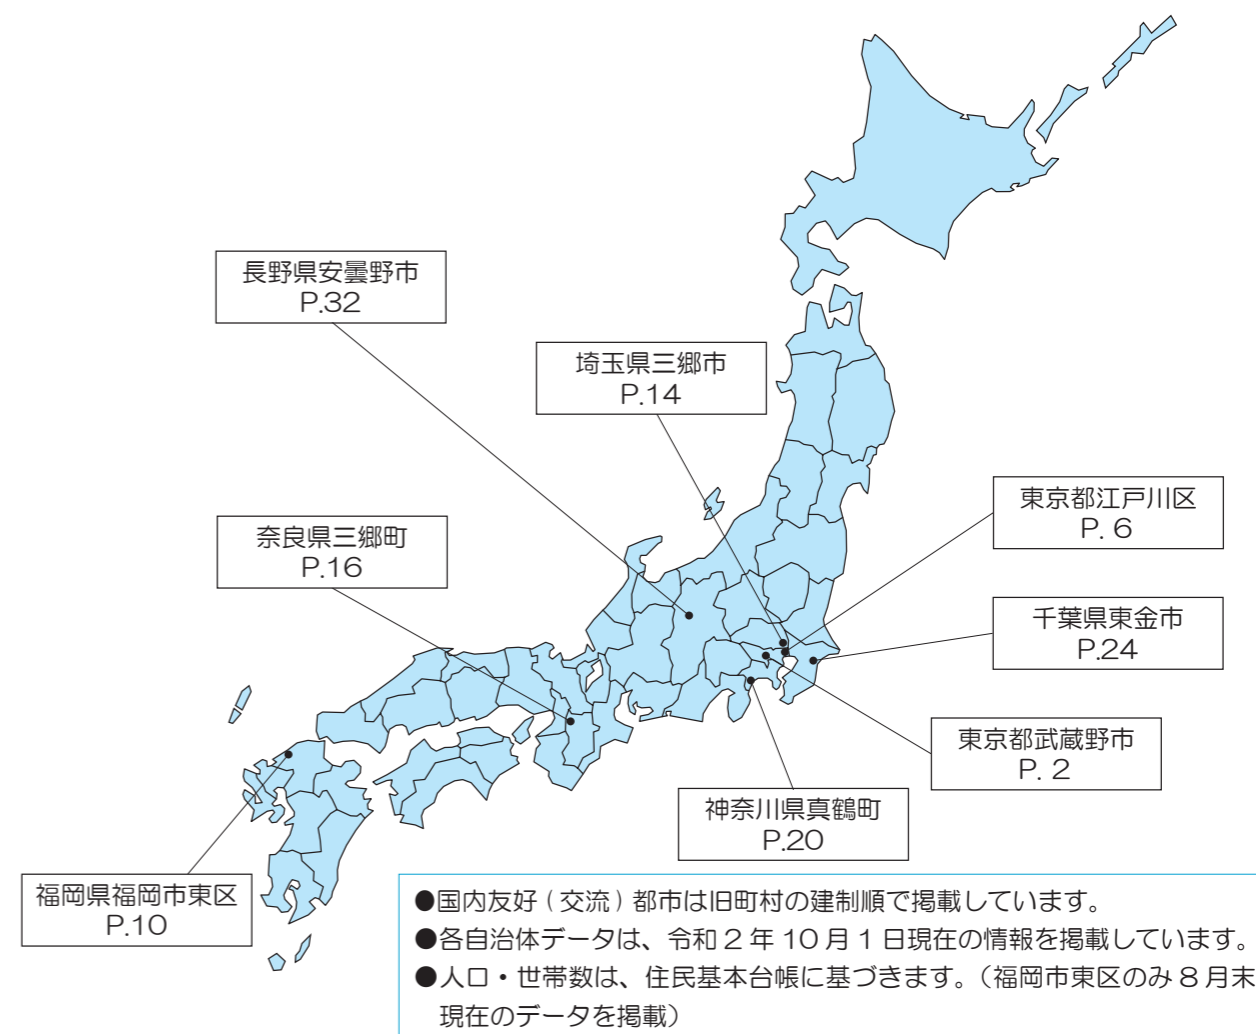 長野県安曇野市
P.32
埼玉県三郷市
P.14
東京都江戸川区
P. 6
奈良県三郷町
P.16
千葉県東金市
P.24
東京都武蔵野市
P. 2
神奈川県真鶴町
P.20
福岡県福岡市東区
P.10
●国内友好(交流)都市は旧町村の建制順で掲載しています。
●各自治体データは、令和2年10月1日現在の情報を掲載しています。
●人口・世帯数は、住民基本台帳に基づきます。(福岡市東区のみ8月末
現在のデータを掲載)